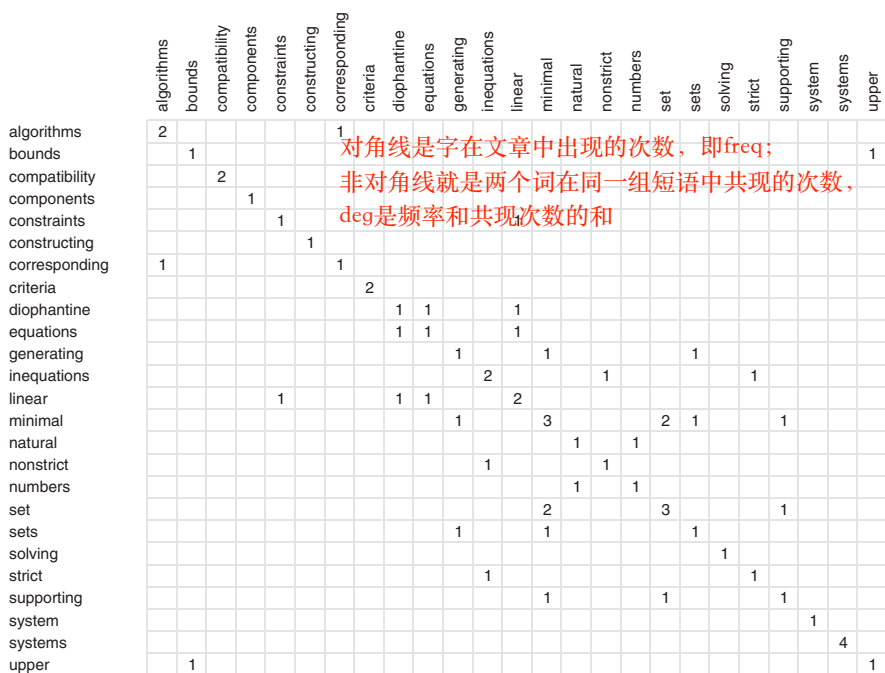 algorithms bounds compatibility components constraints constructing corresponding criteria diophantine equations generating inequations linear minimal natural nonstrict numbers set sets solving strict supporting system systems upper
algorithms 2 1
对角线是字在文章中出现的次数，即freq；
bounds 1 1
compatibility 2
非对角线就是两个词在同一组短语中共现的次数，
components 1
constraints 1 1
deg是频率和共现次数的和
constructing 1
corresponding 1 1
criteria 2
diophantine 1 1 1
equations 1 1 1
generating 1 1 1
inequations 2 1 1
linear 1 1 1 2
minimal 1 3 2 1 1
natural 1 1
nonstrict 1 1
numbers 1 1
set 2 3 1
sets 1 1 1
solving 1
strict 1 1
supporting 1 1 1
system 1
systems 4
upper 1 1